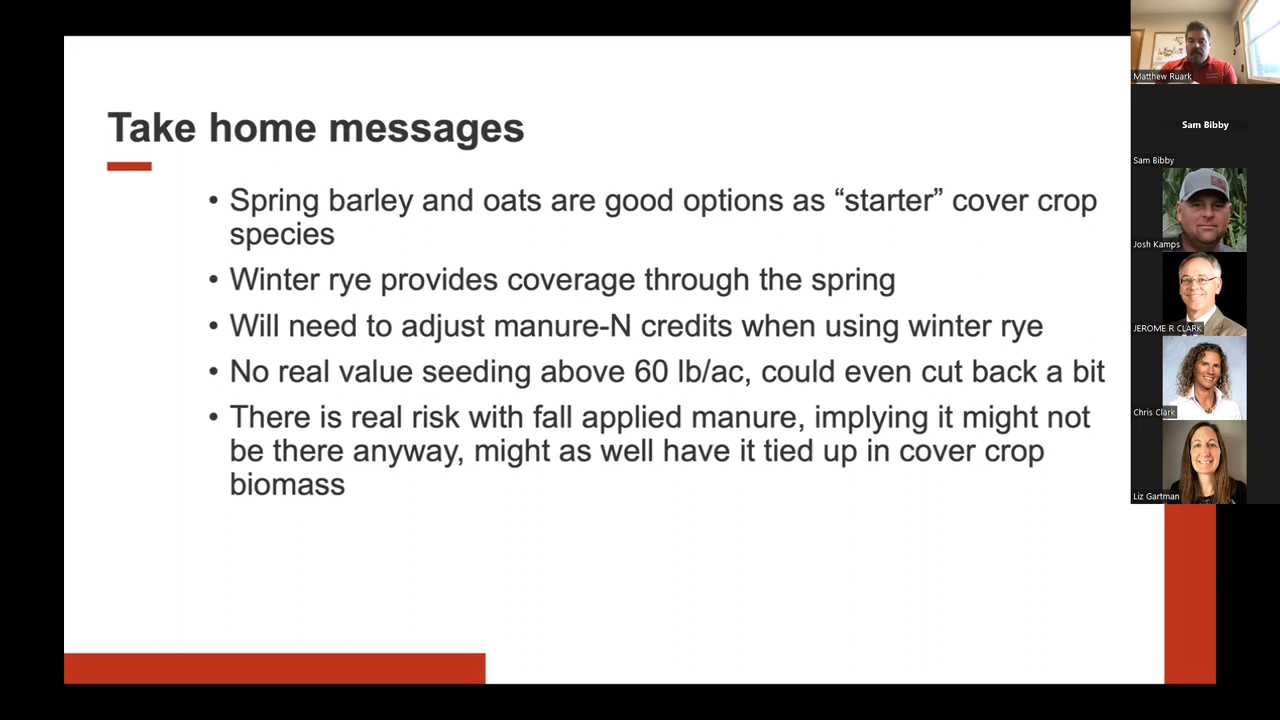 Take home messages
• Spring barley and oats are good options as “starter” cover crop
species
• Winter rye provides coverage through the spring
• Will need to adjust manure-N credits when using winter rye
• No real value seeding above 60 lb/ac, could even cut back a bit
• There is real risk with fall applied manure, implying it might not
be there anyway, might as well have it tied up in cover crop
biomass
Matthew Ruark
Sam Bibby
Sam Bibby
Josh Kamps
JEROME R CLARK
Chris Clark
Liz Gartman